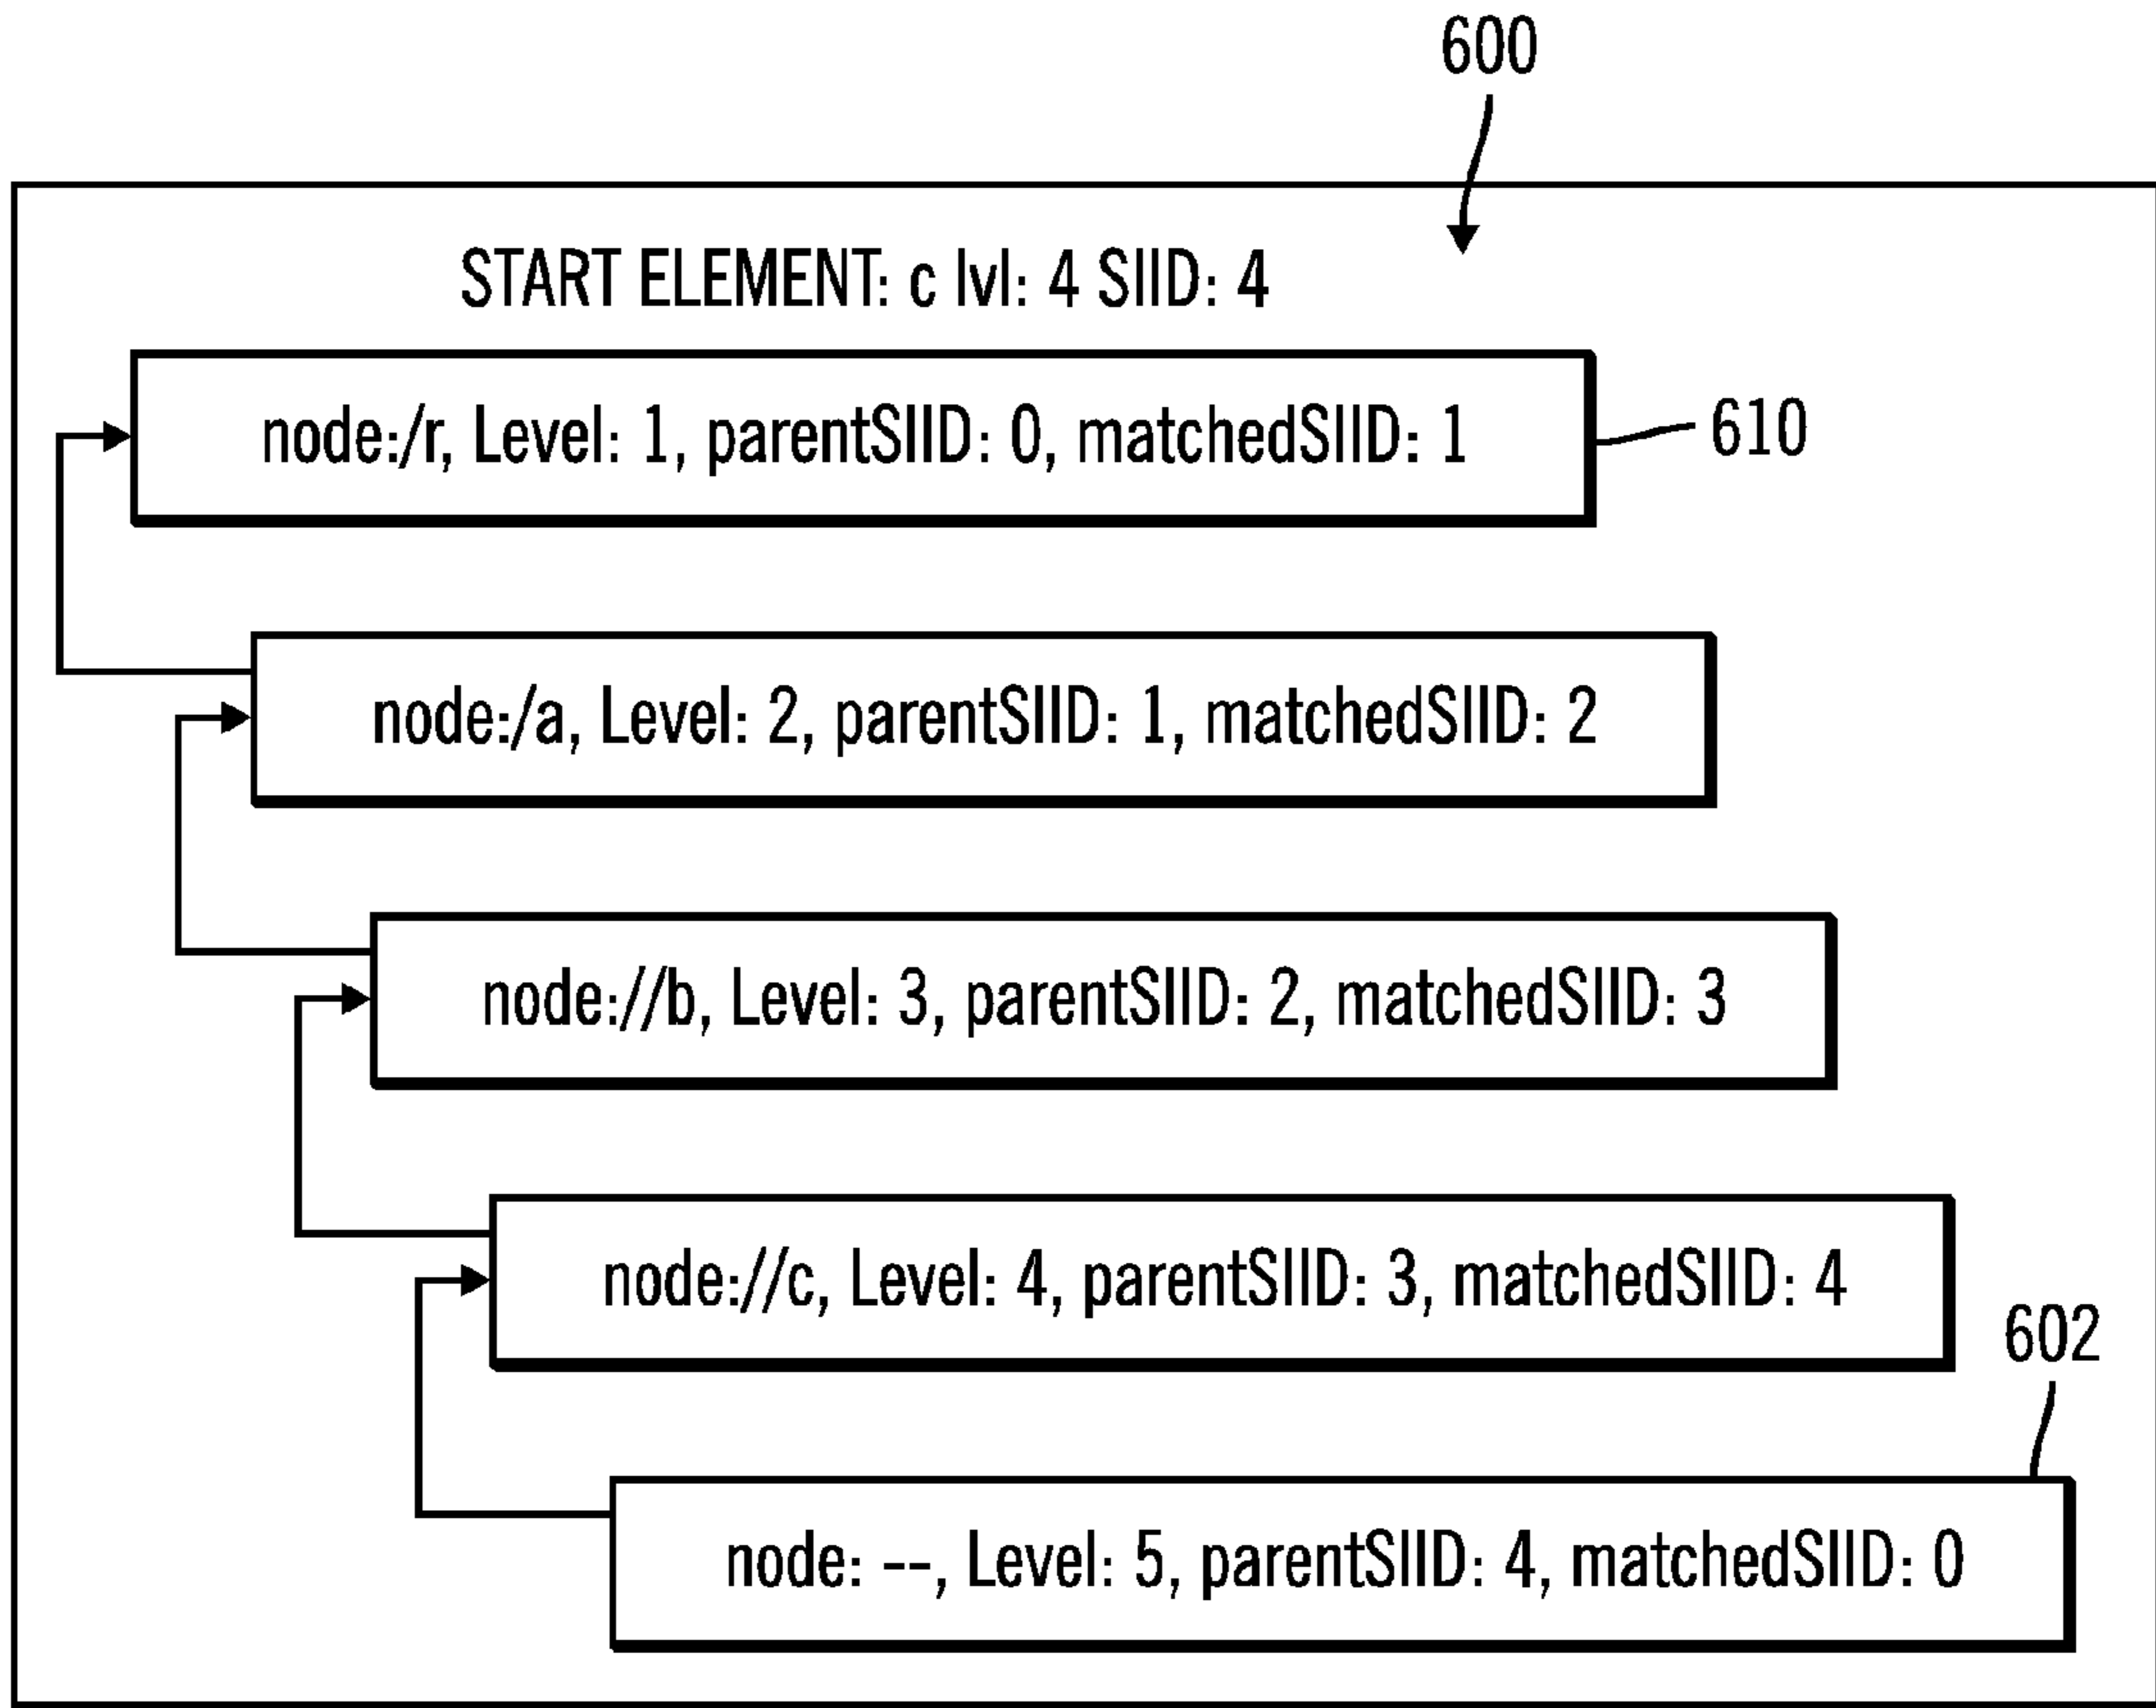 600
START ELEMENT: c lvl: 4 SIID: 4
node:/r, Level: 1, parentSIID: 0, matchedSIID: 1
610
node:/a, Level: 2, parentSIID: 1, matchedSIID: 2
node://b, Level: 3, parentSIID: 2, matchedSIID: 3
node://c, Level: 4, parentSIID: 3, matchedSIID: 4
602
node: --, Level: 5, parentSIID: 4, matchedSIID: 0